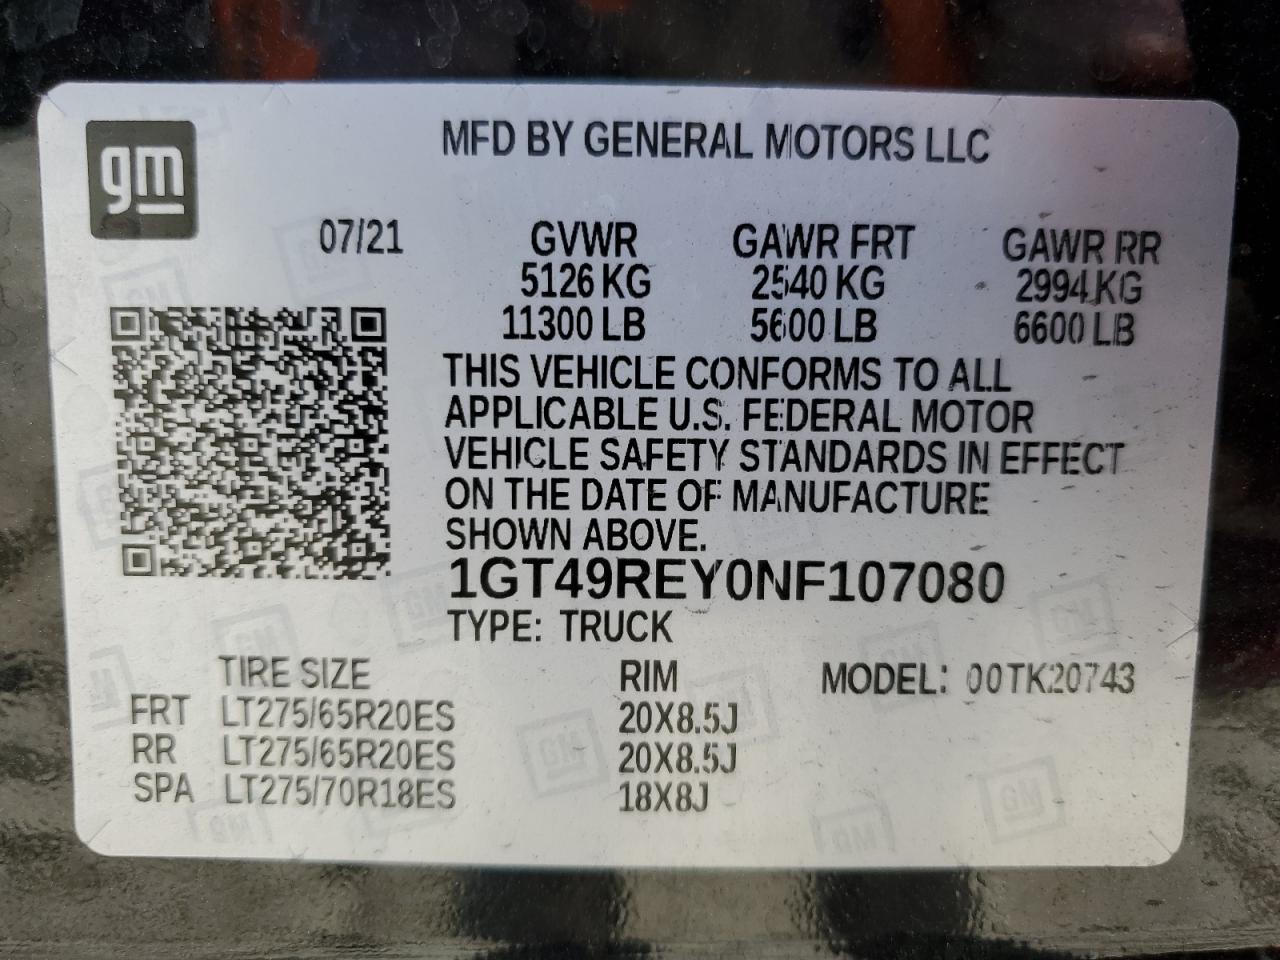 gm
MFD BY GENERAL MOTORS LLC
07/21 GVWR GAWR FRT GAWR RR
5126 KG 2540 KG 2994 KG
11300 LB 5600 LB 6600 LB
THIS VEHICLE CONFORMS TO ALL
APPLICABLE U.S. FEDERAL MOTOR
VEHICLE SAFETY STANDARDS IN EFFECT
ON THE DATE OF MANUFACTURE
SHOWN ABOVE.
1GT49REY0NF107080
TYPE: TRUCK
TIRE SIZE RIM MODEL: 00TK20743
FRT LT275/65R20ES 20X8.5J
RR LT275/65R20ES 20X8.5J
SPA LT275/70R18ES 18X8J